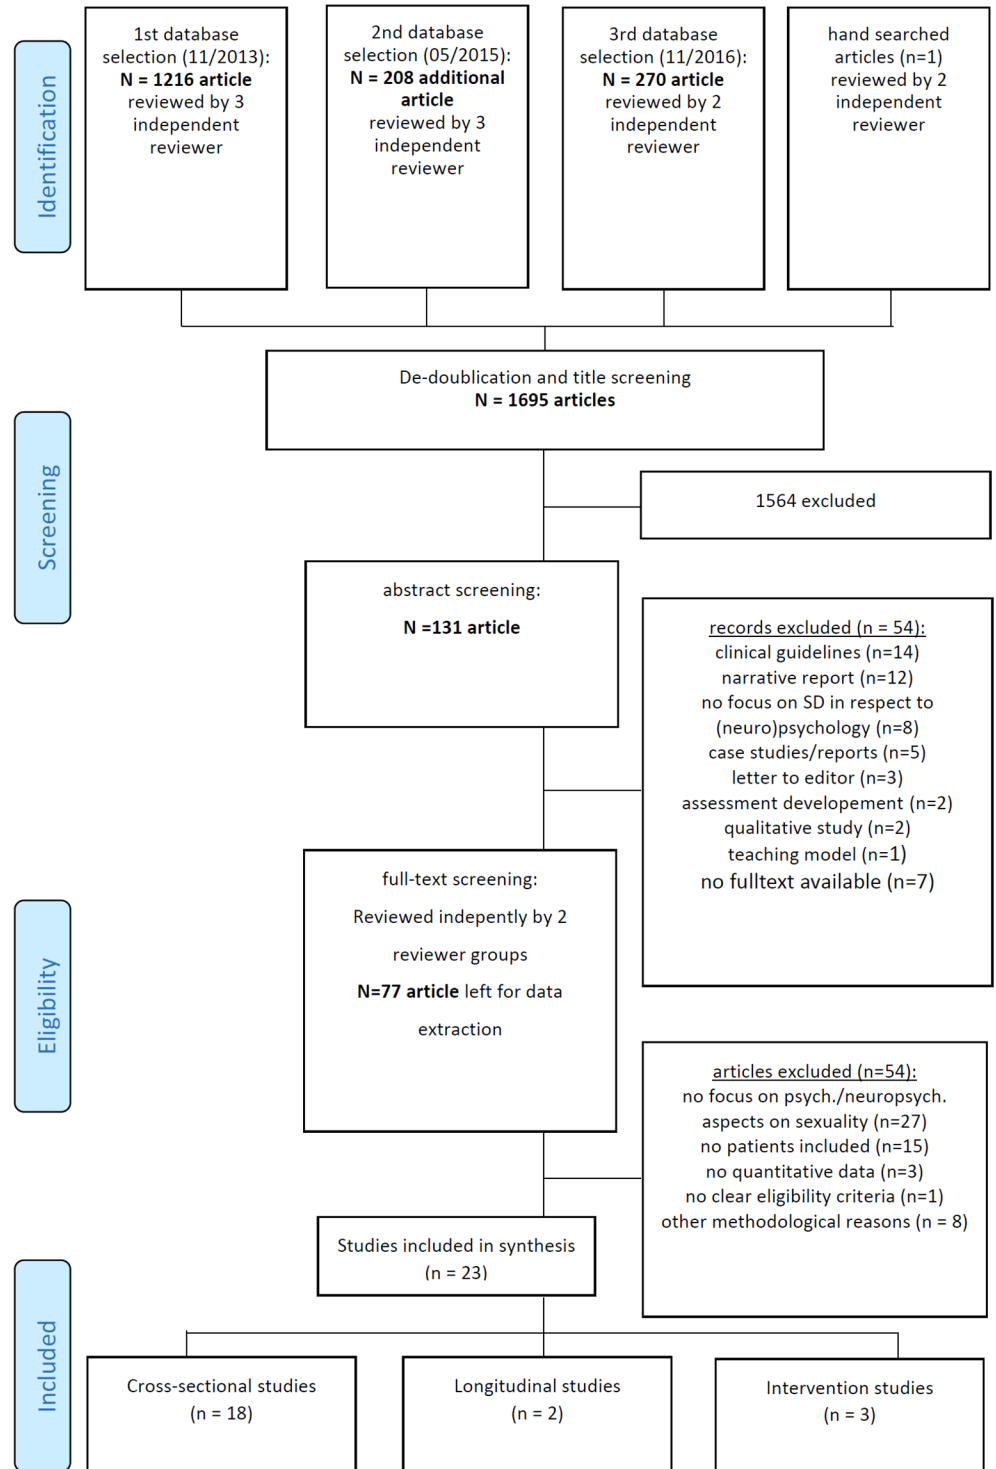 Identification
1st database
selection (11/2013):
N = 1216 article
reviewed by 3
independent
reviewer
2nd database
selection (05/2015):
N = 208 additional
article
reviewed by 3
independent
reviewer
3rd database
selection (11/2016):
N = 270 article
reviewed by 2
independent
reviewer
hand searched
articles (n=1)
reviewed by 2
independent
reviewer
De-doublication and title screening
N = 1695 articles
Screening
1564 excluded
abstract screening:
N =131 article
records excluded (n = 54):
clinical guidelines (n=14)
narrative report (n=12)
no focus on SD in respect to
(neuro)psychology (n=8)
case studies/reports (n=5)
letter to editor (n=3)
assessment developement (n=2)
qualitative study (n=2)
teaching model (n=1)
no fulltext available (n=7)
Eligibility
full-text screening:
Reviewed indepently by 2
reviewer groups
N=77 article left for data
extraction
articles excluded (n=54):
no focus on psych./neuropsych.
aspects on sexuality (n=27)
no patients included (n=15)
no quantitative data (n=3)
no clear eligibility criteria (n=1)
other methodological reasons (n = 8)
Studies included in synthesis
(n = 23)
Included
Cross-sectional studies
(n = 18)
Longitudinal studies
(n = 2)
Intervention studies
(n = 3)